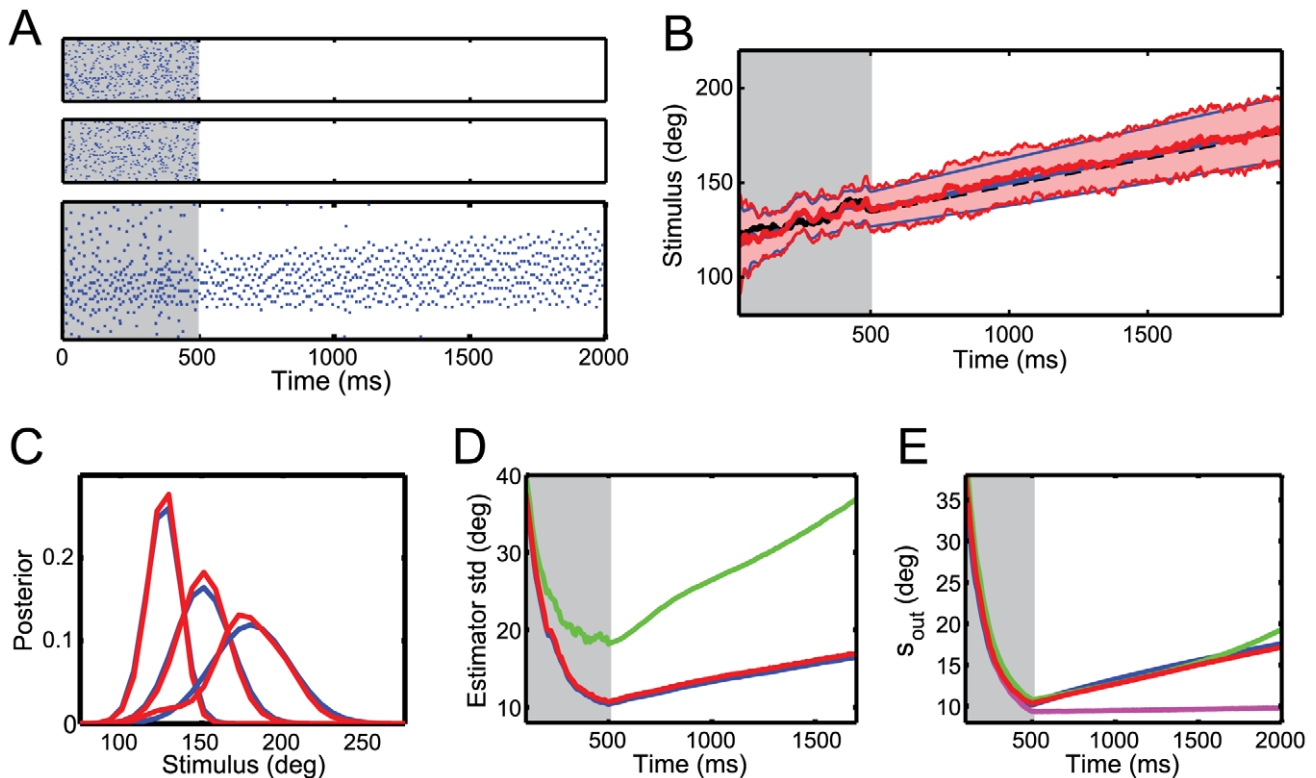 A
0 500 1000 1500 2000
Time (ms)
B
200
150
100
Stimulus (deg)
500 1000 1500
Time (ms)
C
0.2
0.1
0
Posterior
100 150 200 250
Stimulus (deg)
D
40
30
20
10
Estimator std (deg)
500 1000 1500
Time (ms)
E
35
30
25
20
15
10
s_out (deg)
500 1000 1500 2000
Time (ms)